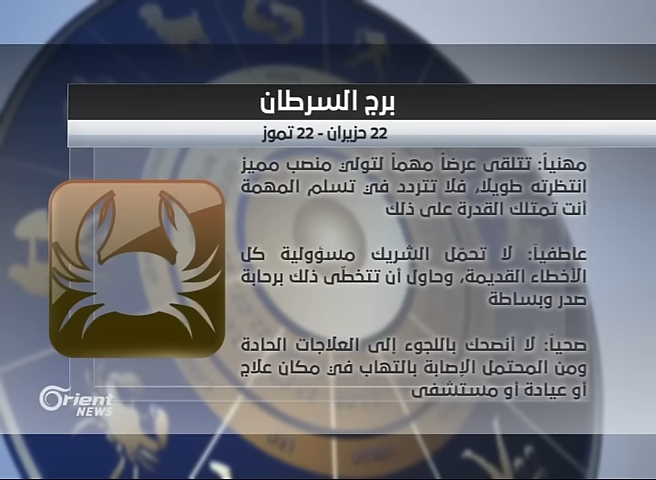 برج السرطان
22 حزيران - 22 تموز
مهنياً: تتلقى عرضاً مهماً لتولي منصب مميز
انتظرته طويلا، فلا تتردد في تسلم المهمة
أنت تمتلك القدرة على ذلك
عاطفياً: لا تحمّل الشريك مسؤولية كل
الأخطاء القديمة، وحاول أن تتخطّى ذلك برحابة
صدر وبساطة
صحياً: لا أنصحك باللجوء إلى العلاجات الحادة
ومن المحتمل الإصابة بالتهاب في مكان علاج
أو عيادة أو مستشفى
Orient
NEWS